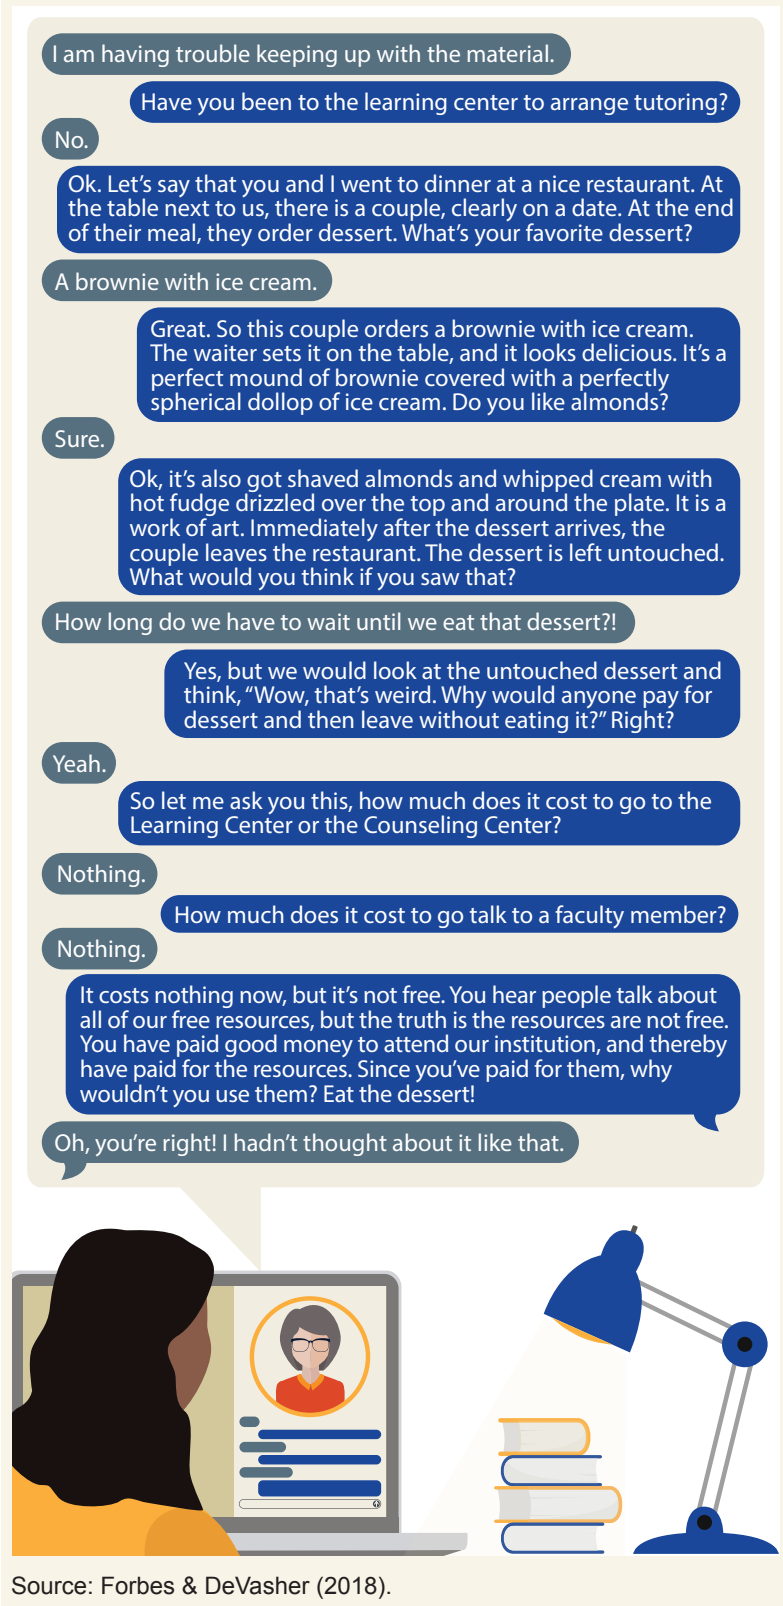 I am having trouble keeping up with the material.
Have you been to the learning center to arrange tutoring?
No.
Ok. Let’s say that you and I went to dinner at a nice restaurant. At
the table next to us, there is a couple, clearly on a date. At the end
of their meal, they order dessert. What’s your favorite dessert?
A brownie with ice cream.
Great. So this couple orders a brownie with ice cream.
The waiter sets it on the table, and it looks delicious. It’s a
perfect mound of brownie covered with a perfectly
spherical dollop of ice cream. Do you like almonds?
Sure.
Ok, it’s also got shaved almonds and whipped cream with
hot fudge drizzled over the top and around the plate. It is a
work of art. Immediately after the dessert arrives, the
couple leaves the restaurant. The dessert is left untouched.
What would you think if you saw that?
How long do we have to wait until we eat that dessert?!
Yes, but we would look at the untouched dessert and
think, “Wow, that’s weird. Why would anyone pay for
dessert and then leave without eating it?” Right?
Yeah.
So let me ask you this, how much does it cost to go to the
Learning Center or the Counseling Center?
Nothing.
How much does it cost to go talk to a faculty member?
Nothing.
It costs nothing now, but it’s not free. You hear people talk about
all of our free resources, but the truth is the resources are not free.
You have paid good money to attend our institution, and thereby
have paid for the resources. Since you’ve paid for them, why
wouldn’t you use them? Eat the dessert!
Oh, you’re right! I hadn’t thought about it like that.
Source: Forbes & DeVasher (2018).